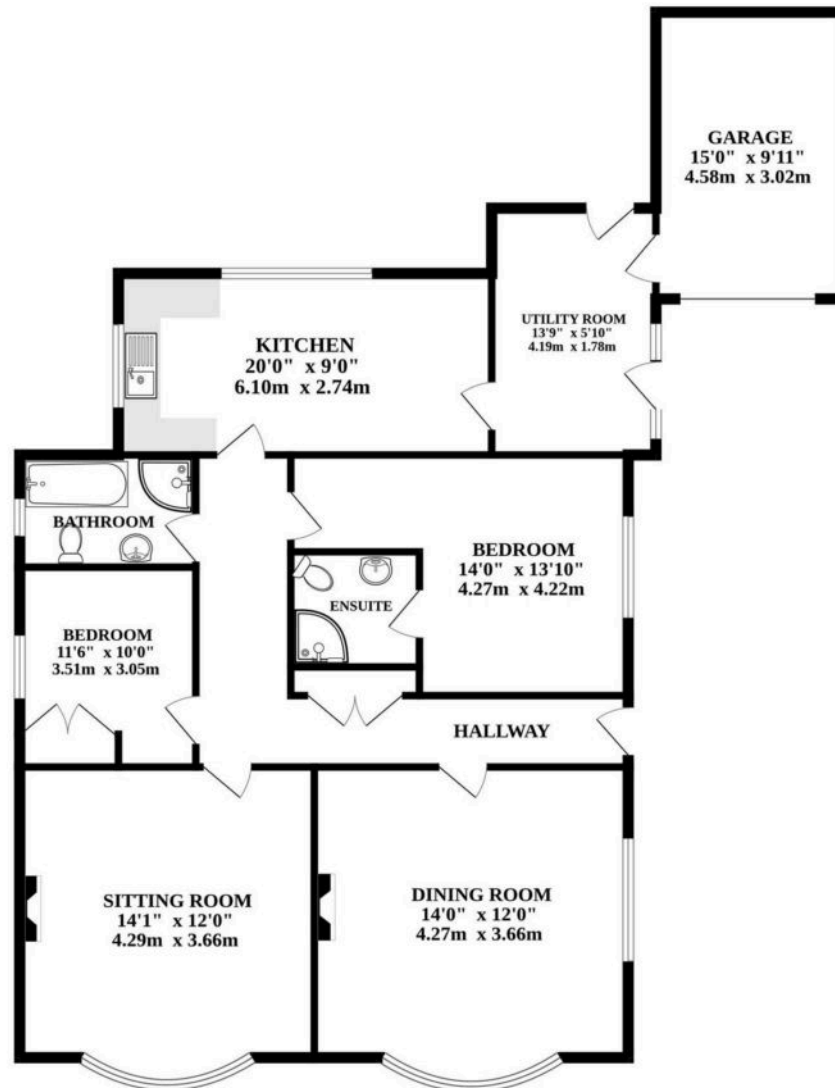 GARAGE
15'0" x 9'11"
4.58m x 3.02m
UTILITY ROOM
13'9" x 5'10"
4.19m x 1.78m
KITCHEN
20'0" x 9'0"
6.10m x 2.74m
BATHROOM
BEDROOM
14'0" x 13'10"
4.27m x 4.22m
ENSUITE
BEDROOM
11'6" x 10'0"
3.51m x 3.05m
HALLWAY
SITTING ROOM
14'1" x 12'0"
4.29m x 3.66m
DINING ROOM
14'0" x 12'0"
4.27m x 3.66m